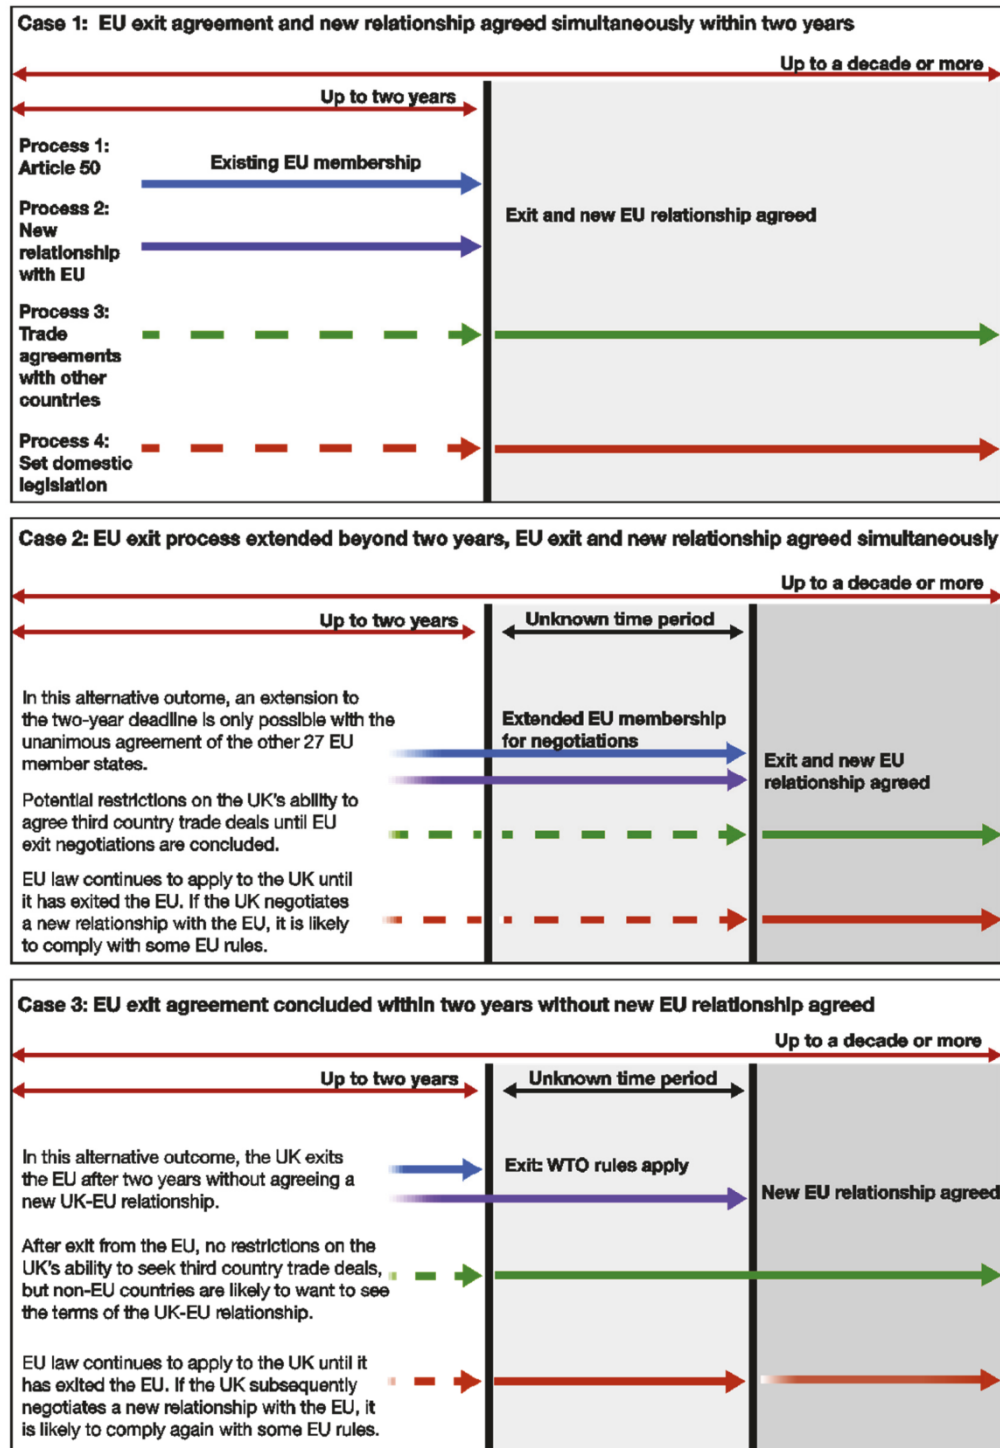 Case 1: EU exit agreement and new relationship agreed simultaneously within two years
Up to a decade or more
Up to two years
Process 1:
Article 50
Existing EU membership
Process 2:
New
relationship
with EU
Exit and new EU relationship agreed
Process 3:
Trade
agreements
with other
countries
Process 4:
Set domestic
legislation
Case 2: EU exit process extended beyond two years, EU exit and new relationship agreed simultaneously
Up to a decade or more
Up to two years
Unknown time period
In this alternative outome, an extension to
the two-year deadline is only possible with the
unanimous agreement of the other 27 EU
member states.
Extended EU membership
for negotiations
Exit and new EU
relationship agreed
Potential restrictions on the UK's ability to
agree third country trade deals until EU
exit negotiations are concluded.
EU law continues to apply to the UK until
it has exited the EU. If the UK negotiates
a new relationship with the EU, it is likely
to comply with some EU rules.
Case 3: EU exit agreement concluded within two years without new EU relationship agreed
Up to a decade or more
Up to two years
Unknown time period
In this alternative outcome, the UK exits
the EU after two years without agreeing a
new UK-EU relationship.
Exit: WTO rules apply
New EU relationship agreed
After exit from the EU, no restrictions on the
UK's ability to seek third country trade deals,
but non-EU countries are likely to want to see
the terms of the UK-EU relationship.
EU law continues to apply to the UK until it
has exited the EU. If the UK subsequently
negotiates a new relationship with the EU, it
is likely to comply again with some EU rules.